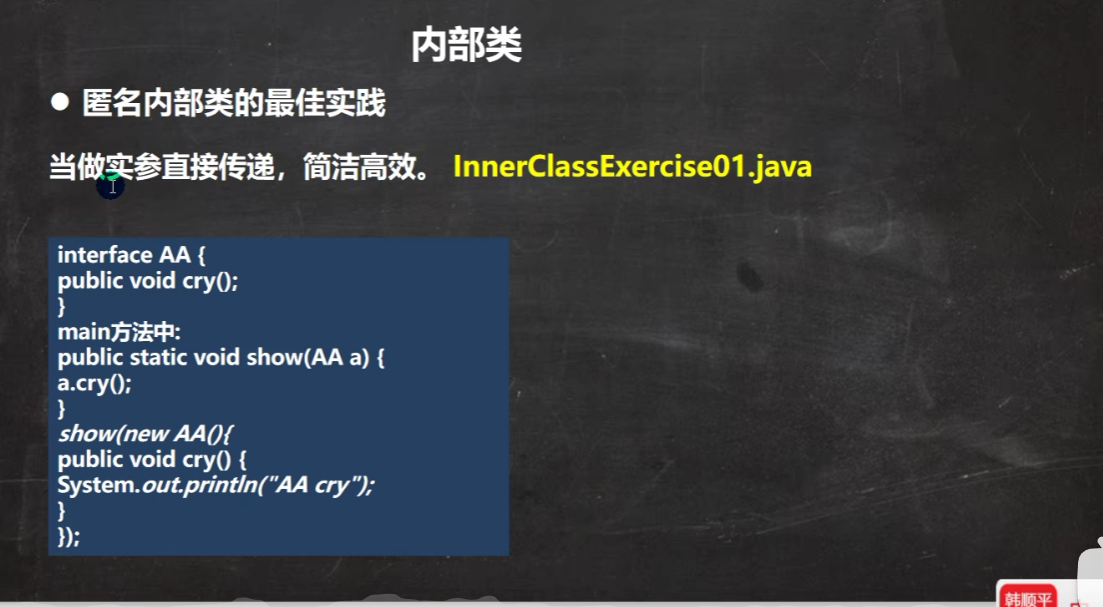 内部类
● 匿名内部类的最佳实践
当做实参直接传递，简洁高效。 InnerClassExercise01.java
interface AA {
public void cry();
}
main方法中:
public static void show(AA a) {
a.cry();
}
show(new AA(){
public void cry() {
System.out.println("AA cry");
}
});
韩顺平